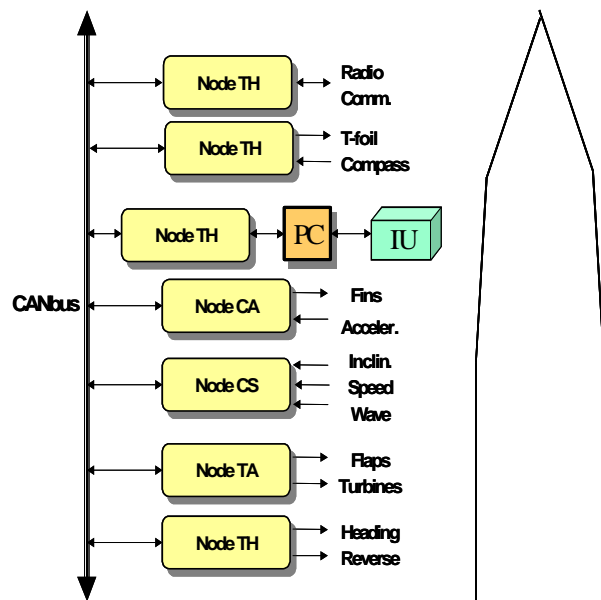 Node TH
Radio
Comm.
Node TH
T-foil
Compass
Node TH
PC
IU
CANbus
Node CA
Fins
Acceler.
Node CS
Inclin.
Speed
Wave
Node TA
Flaps
Turbines
Node TH
Heading
Reverse